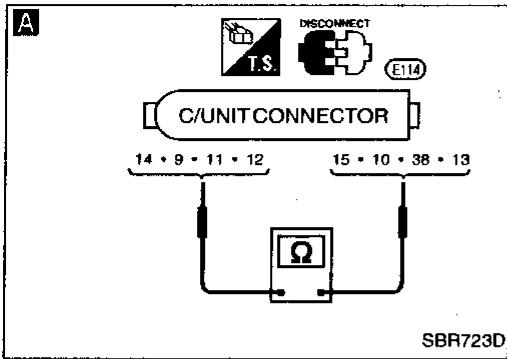 A
DISCONNECT
T.S.
E114
C/UNIT CONNECTOR
14 • 9 • 11 • 12
15 • 10 • 38 • 13
Ω
SBR723D